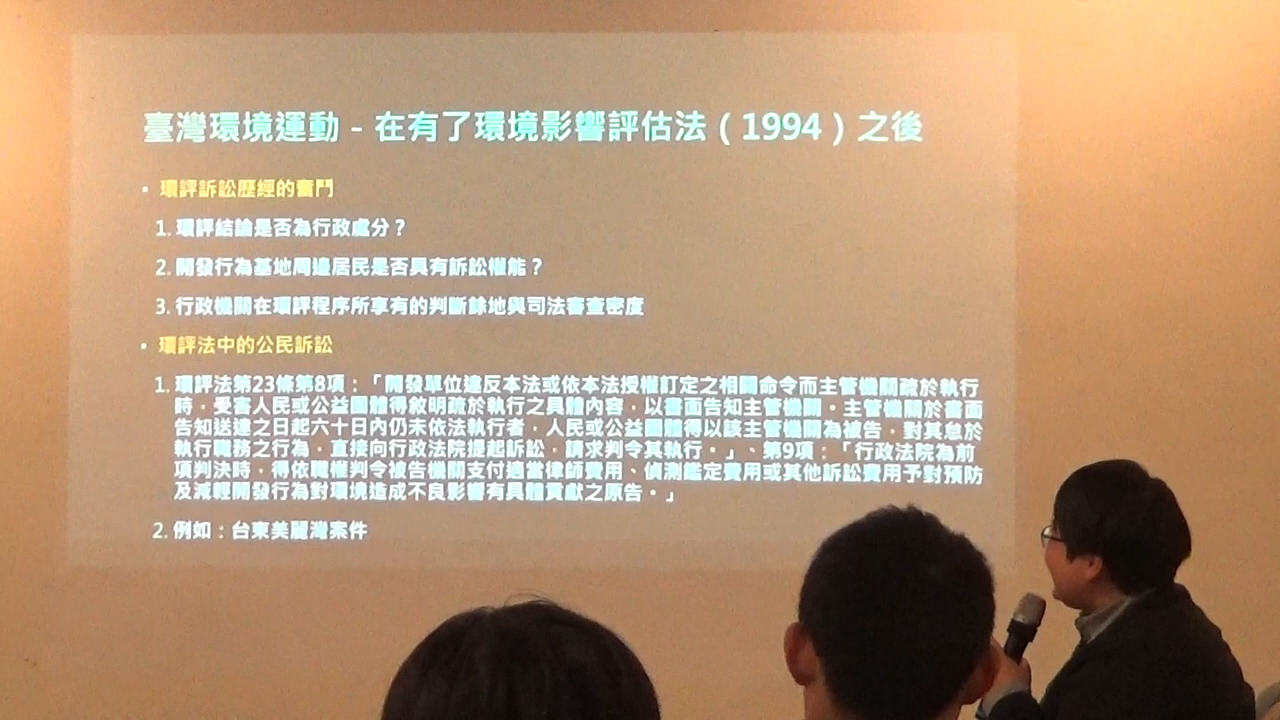 臺灣環境運動 - 在有了環境影響評估法（1994）之後
• 環評訴訟歷經的奮鬥
1. 環評結論是否為行政處分？
2. 開發行為基地周邊居民是否具有訴訟權能？
3. 行政機關在環評程序所享有的判斷餘地與司法審查密度
• 環評法中的公民訴訟
1. 環評法第23條第8項：「開發單位違反本法或依本法授權訂定之相關命令而主管機關疏於執行
時，受害人民或公益團體得敘明疏於執行之具體內容，以書面告知主管機關。主管機關於書面
告知送達之日起六十日內仍未依法執行者，人民或公益團體得以該主管機關為被告，對其怠於
執行職務之行為，直接向行政法院提起訴訟，請求判令其執行。」、第9項：「行政法院為前
項判決時，得依職權判令被告機關支付適當律師費用、偵測鑑定費用或其他訴訟費用予對預防
及減輕開發行為對環境造成不良影響有具體貢獻之原告。」
2. 例如：台東美麗灣案件